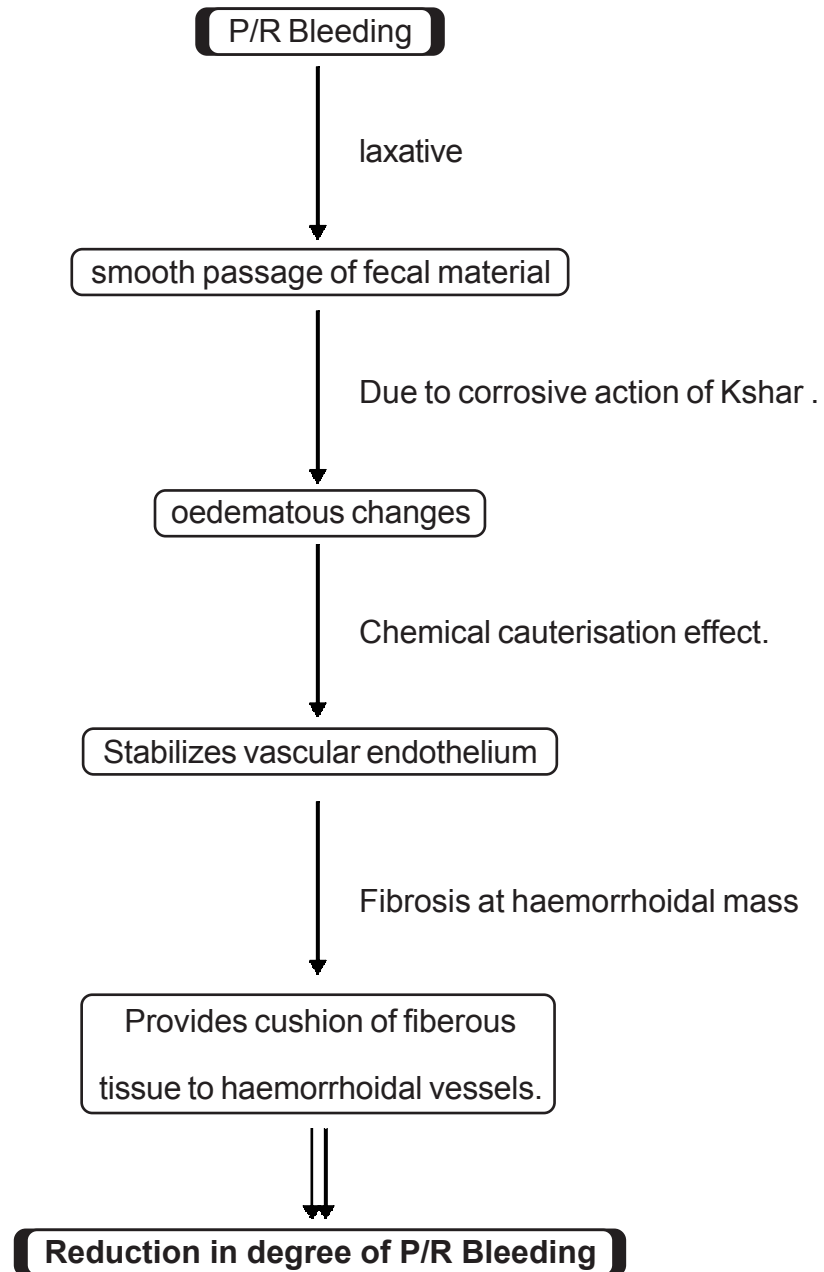 P/R Bleeding
laxative
smooth passage of fecal material
Due to corrosive action of Kshar .
oedematous changes
Chemical cauterisation effect.
Stabilizes vascular endothelium
Fibrosis at haemorrhoidal mass
Provides cushion of fiberous
tissue to haemorrhoidal vessels.
Reduction in degree of P/R Bleeding